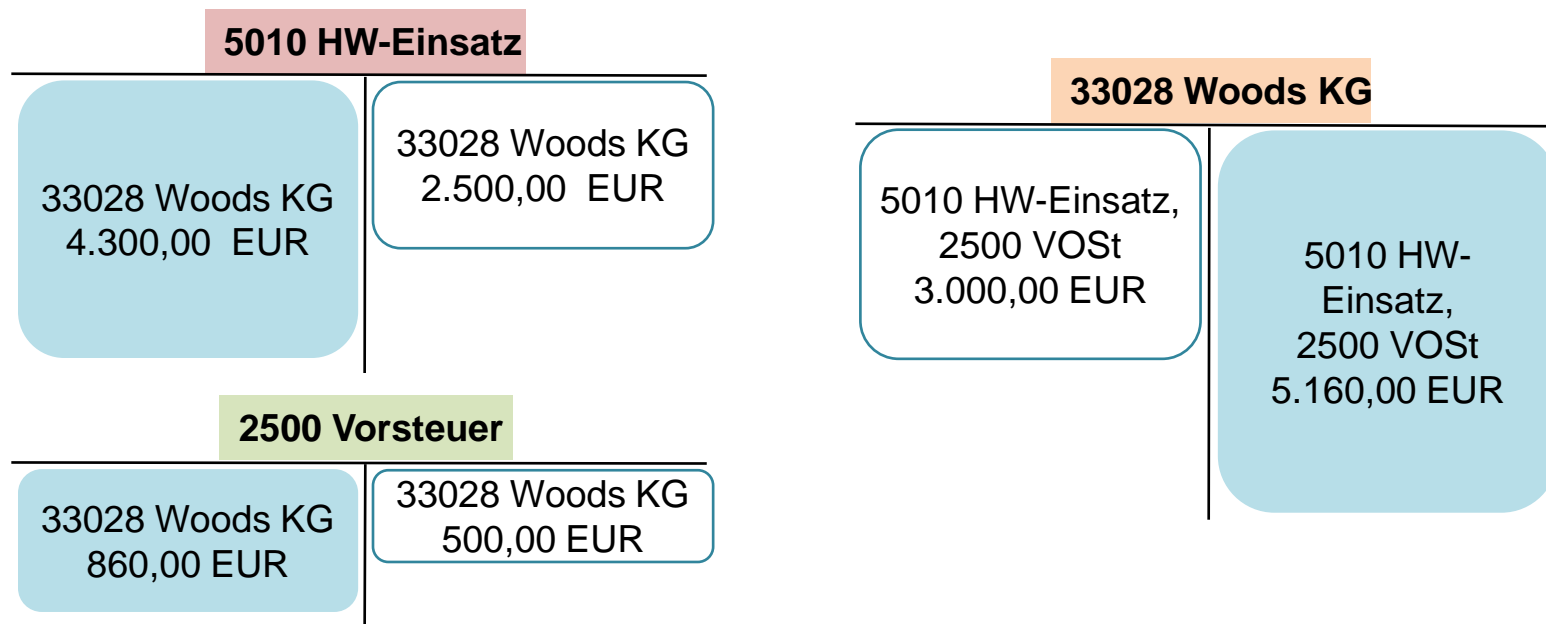 5010 HW-Einsatz
33028 Woods KG
4.300,00 EUR
33028 Woods KG
2.500,00 EUR
2500 Vorsteuer
33028 Woods KG
860,00 EUR
33028 Woods KG
500,00 EUR
33028 Woods KG
5010 HW-Einsatz,
2500 VOSt
3.000,00 EUR
5010 HW-
Einsatz,
2500 VOSt
5.160,00 EUR